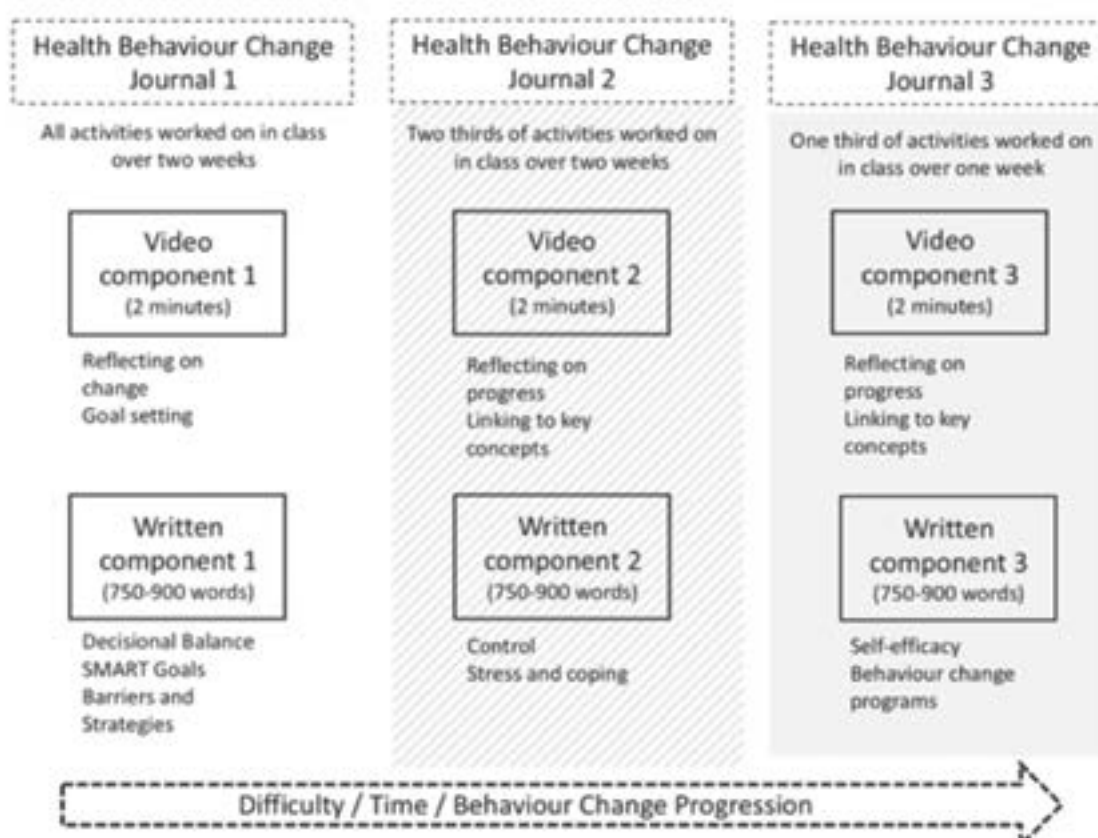 Health Behaviour Change
Journal 1
All activities worked on in class
over two weeks
Video
component 1
(2 minutes)
Reflecting on
change
Goal setting
Written
component 1
(750-900 words)
Decisional Balance
SMART Goals
Barriers and
Strategies
Health Behaviour Change
Journal 2
Two thirds of activities worked on
in class over two weeks
Video
component 2
(2 minutes)
Reflecting on
progress
Linking to key
concepts
Written
component 2
(750-900 words)
Control
Stress and coping
Health Behaviour Change
Journal 3
One third of activities worked on
in class over one week
Video
component 3
(2 minutes)
Reflecting on
progress
Linking to key
concepts
Written
component 3
(750-900 words)
Self-efficacy
Behaviour change
programs
Difficulty / Time / Behaviour Change Progression